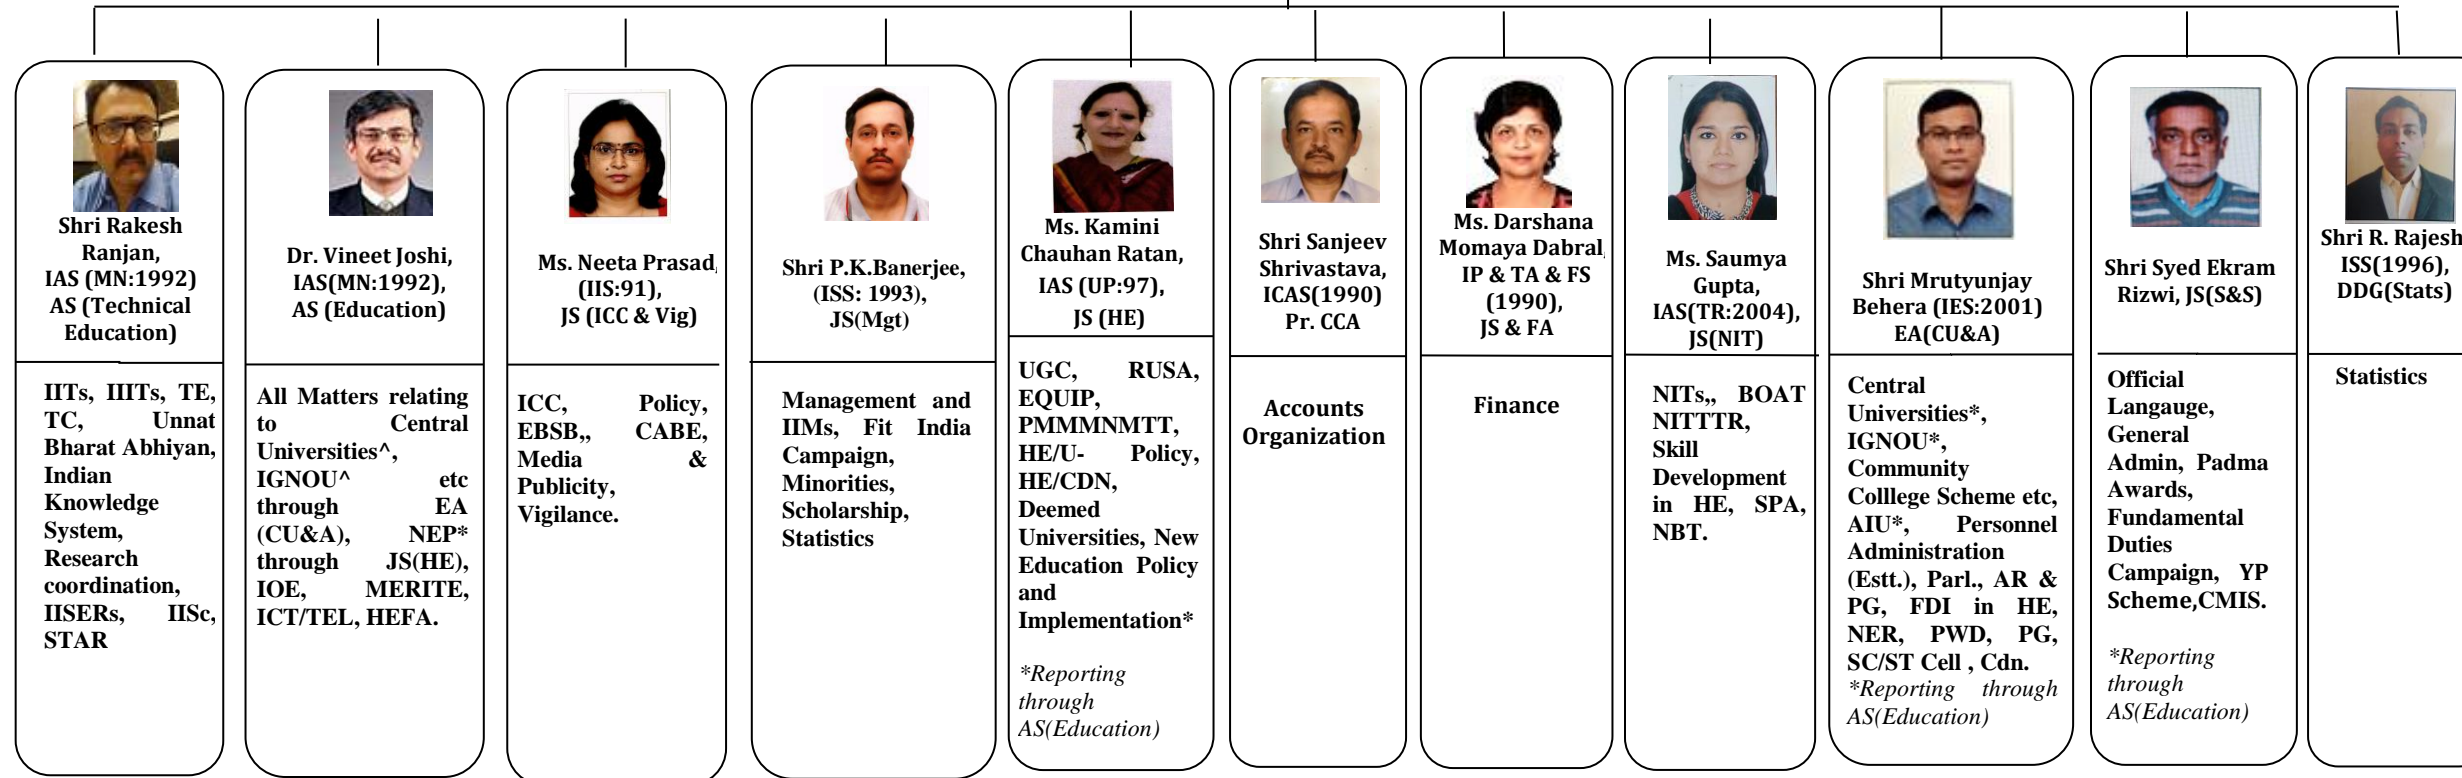 Shri Rakesh
Ranjan,
IAS (MN:1992)
AS (Technical
Education)
IITs, IIITs, TE,
TC, Unnat
Bharat Abhiyan,
Indian
Knowledge
System,
Research
coordination,
IISERs, IISc,
STAR
Dr. Vineet Joshi,
IAS(MN:1992),
AS (Education)
All Matters relating
to Central
Universities^,
IGNOU^ etc
through EA
(CU&A), NEP*
through JS(HE),
IOE, MERITE,
ICT/TEL, HEFA.
Ms. Neeta Prasad,
(IIS:91),
JS (ICC & Vig)
ICC, Policy,
EBSB,, CABE,
Media &
Publicity,
Vigilance.
Shri P.K.Banerjee,
(ISS: 1993),
JS(Mgt)
Management and
IIMs, Fit India
Campaign,
Minorities,
Scholarship,
Statistics
Ms. Kamini
Chauhan Ratan,
IAS (UP:97),
JS (HE)
UGC, RUSA,
EQUIP,
PMMMNMTT,
HE/U- Policy,
HE/CDN,
Deemed
Universities, New
Education Policy
and
Implementation*
*Reporting
through
AS(Education)
Shri Sanjeev
Shrivastava,
ICAS(1990)
Pr. CCA
Accounts
Organization
Ms. Darshana
Momaya Dabral,
IP & TA & FS
(1990),
JS & FA
Finance
Ms. Saumya
Gupta,
IAS(TR:2004),
JS(NIT)
NITs,, BOAT
NITTTR,
Skill
Development
in HE, SPA,
NBT.
Shri Mrutyunjay
Behera (IES:2001)
EA(CU&A)
Central
Universities*,
IGNOU*,
Community
Colllege Scheme etc,
AIU*, Personnel
Administration
(Estt.), Parl., AR &
PG, FDI in HE,
NER, PWD, PG,
SC/ST Cell , Cdn.
*Reporting through
AS(Education)
Shri Syed Ekram
Rizwi, JS(S&S)
Official
Langauge,
General
Admin, Padma
Awards,
Fundamental
Duties
Campaign, YP
Scheme,CMIS.
*Reporting
through
AS(Education)
Shri R. Rajesh
ISS(1996),
DDG(Stats)
Statistics